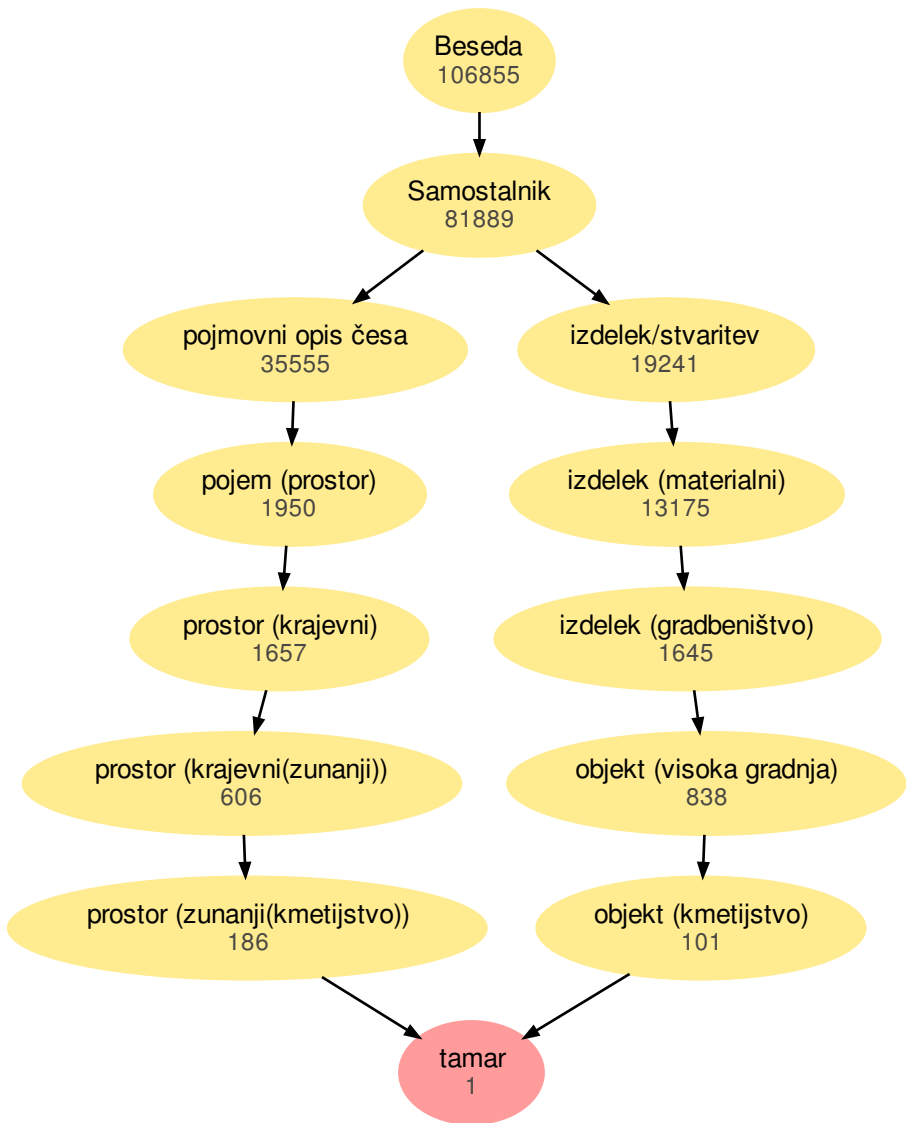 Beseda
106855
Samostalnik
81889
pojmovni opis česa
35555
izdelek/stvaritev
19241
pojem (prostor)
1950
izdelek (materialni)
13175
prostor (krajevni)
1657
izdelek (gradbeništvo)
1645
prostor (krajevni(zunanji))
606
objekt (visoka gradnja)
838
prostor (zunanji(kmetijstvo))
186
objekt (kmetijstvo)
101
tamar
1